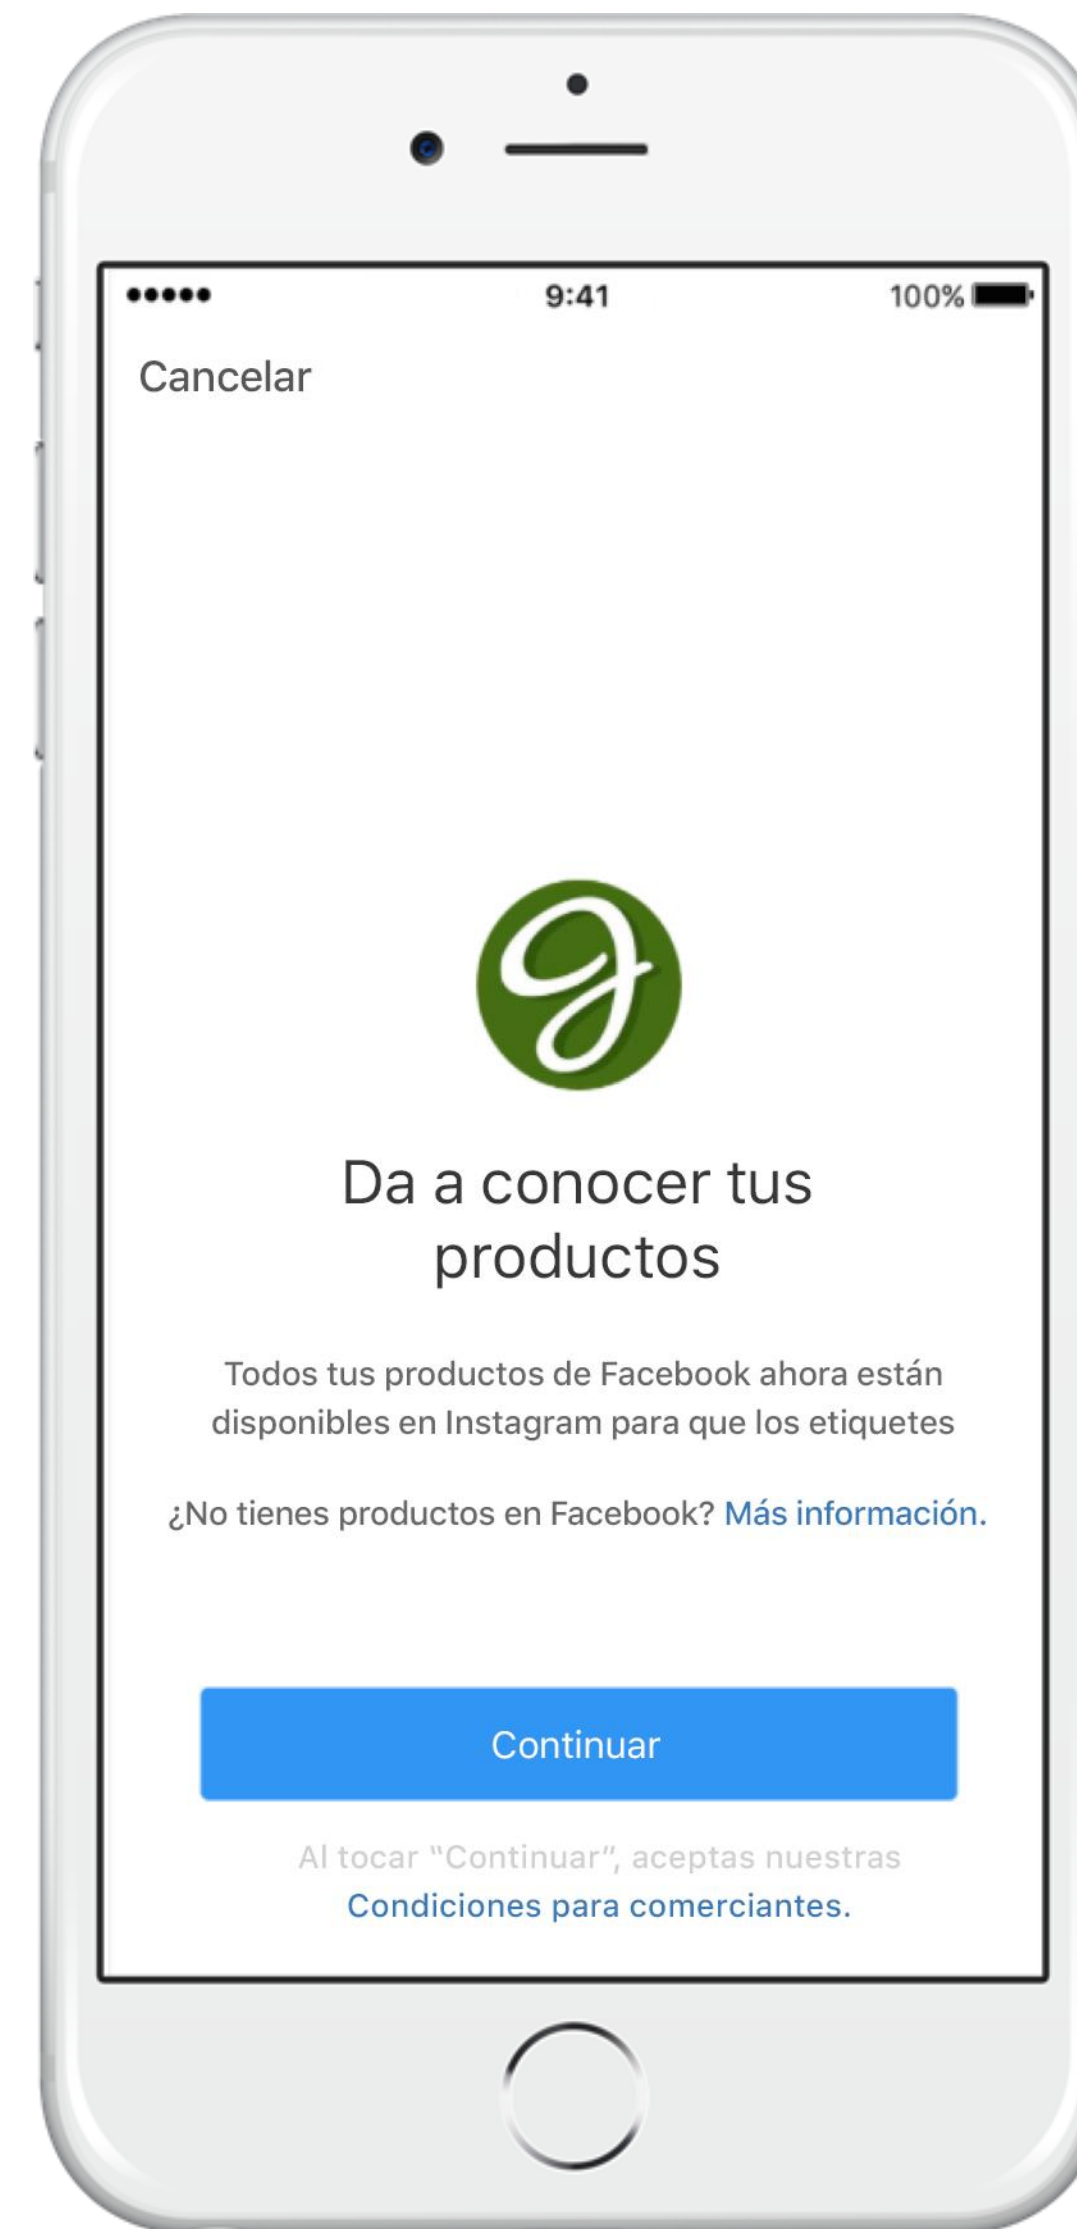 9:41
100%
Cancelar
Da a conocer tus
productos
Todos tus productos de Facebook ahora están
disponibles en Instagram para que los etiquetes
¿No tienes productos en Facebook? Más información.
Continuar
Al tocar "Continuar", aceptas nuestras
Condiciones para comerciantes.